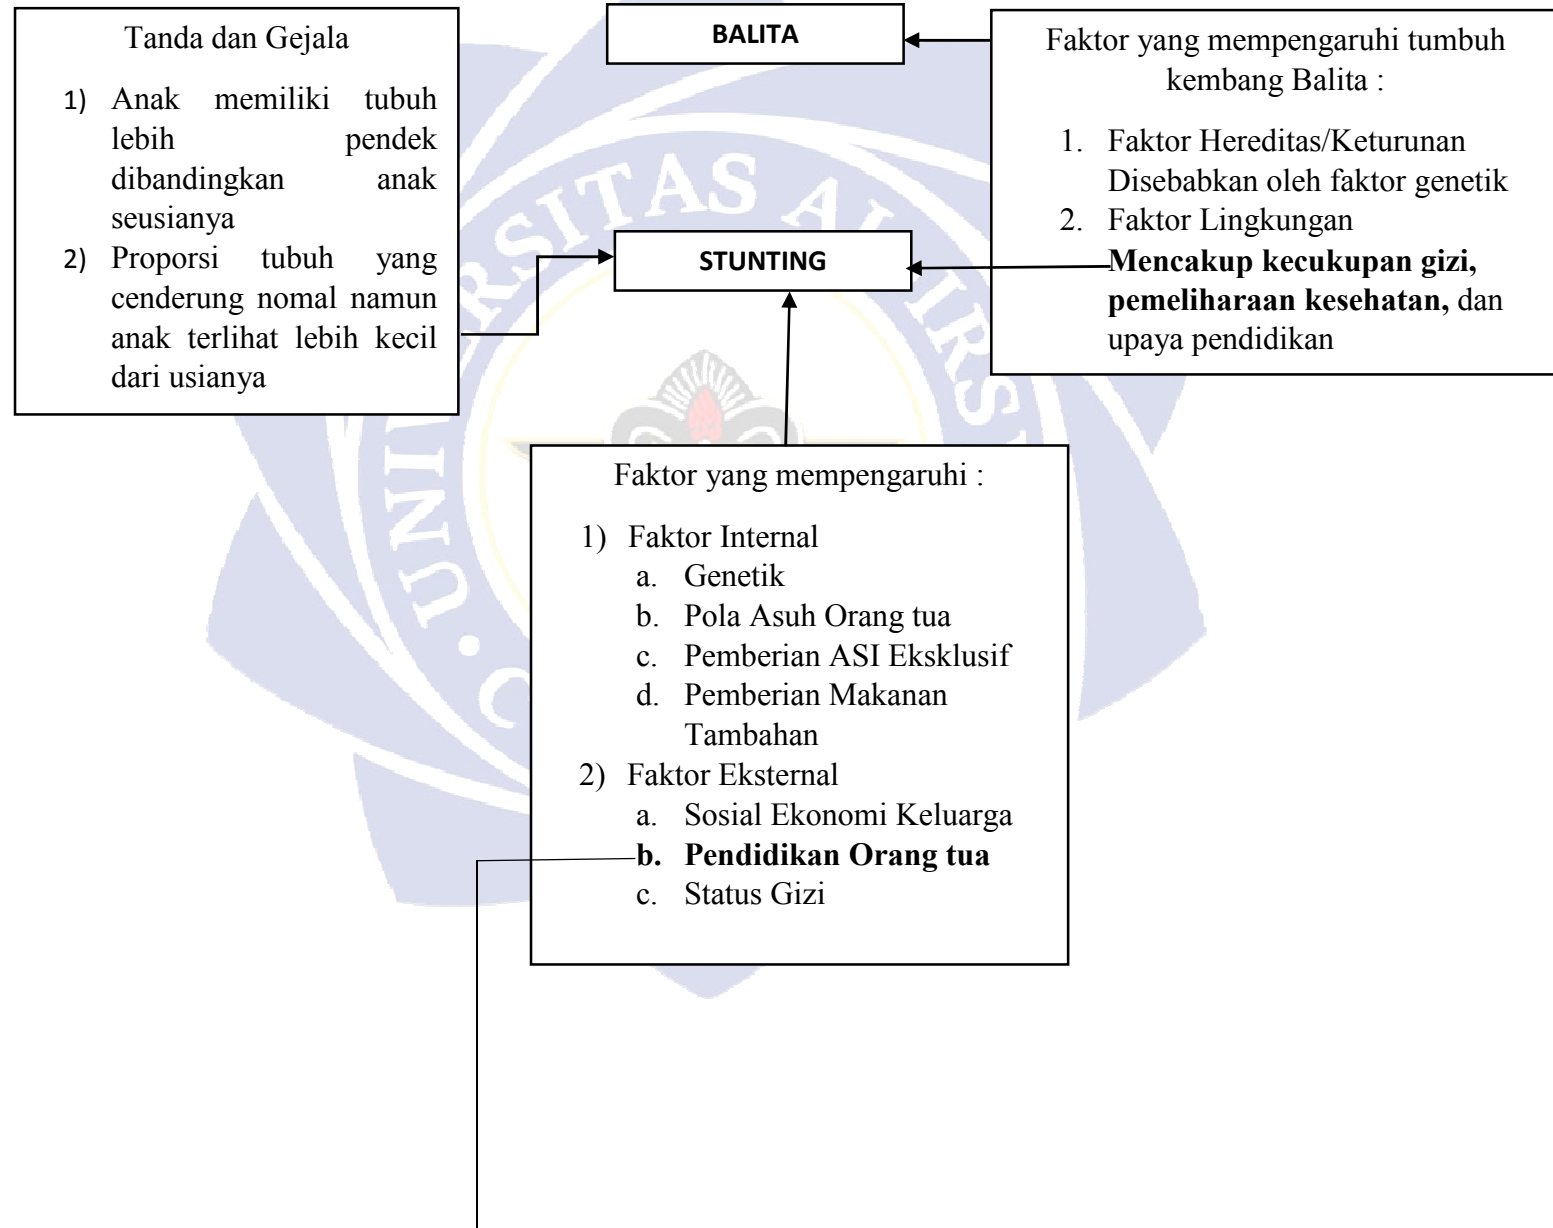 Tanda dan Gejala
1) Anak memiliki tubuh
lebih pendek
dibandingkan anak
seusianya
2) Proporsi tubuh yang
cenderung nomal namun
anak terlihat lebih kecil
dari usianya
BALITA
Faktor yang mempengaruhi tumbuh
kembang Balita :
1. Faktor Hereditas/Keturunan
Disebabkan oleh faktor genetik
2. Faktor Lingkungan
Mencakup kecukupan gizi,
pemeliharaan kesehatan, dan
upaya pendidikan
STUNTING
Faktor yang mempengaruhi :
1) Faktor Internal
a. Genetik
b. Pola Asuh Orang tua
c. Pemberian ASI Eksklusif
d. Pemberian Makanan
Tambahan
2) Faktor Eksternal
a. Sosial Ekonomi Keluarga
b. Pendidikan Orang tua
c. Status Gizi